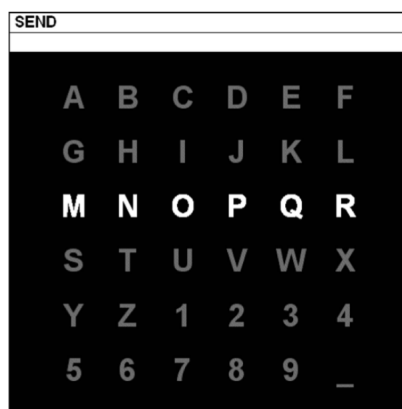 SEND
A B C D E F
G H I J K L
M N O P Q R
S T U V W X
Y Z 1 2 3 4
5 6 7 8 9 _